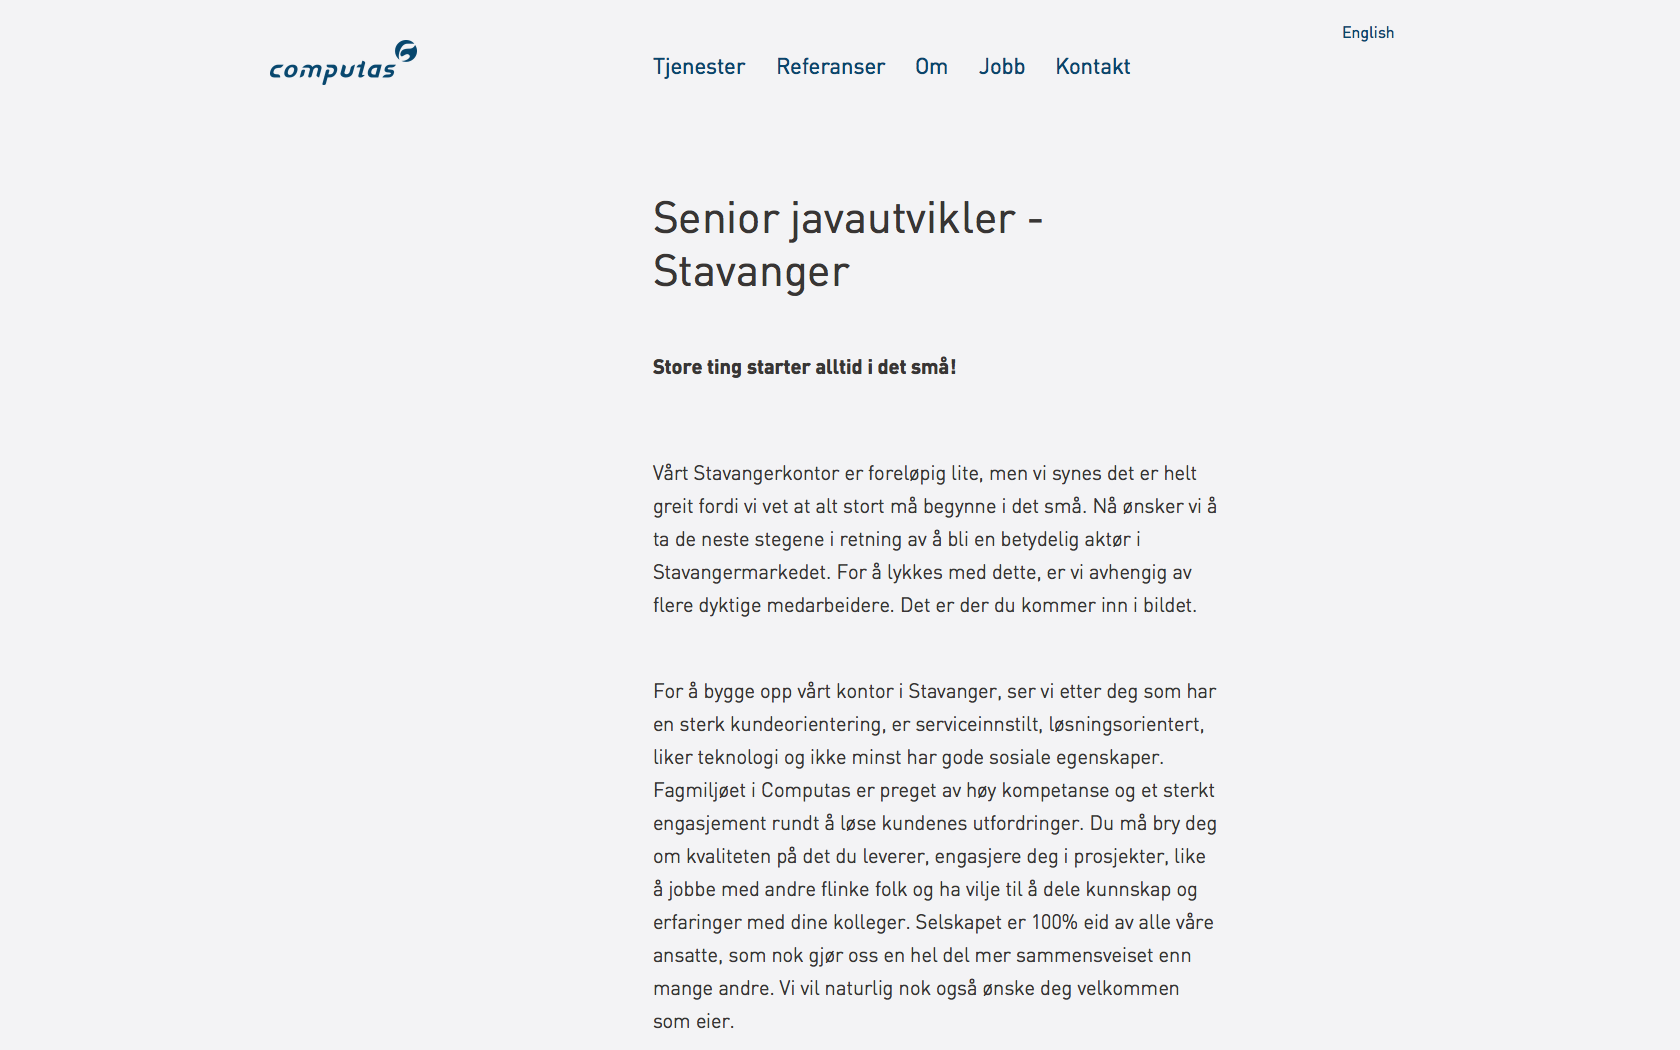 English
computas
Tjenester Referanser Om Jobb Kontakt
Senior javautvikler -
Stavanger
Store ting starter alltid i det små!
Vårt Stavangerkontor er foreløpig lite, men vi synes det er helt
greit fordi vi vet at alt stort må begynne i det små. Nå ønsker vi å
ta de neste stegene i retning av å bli en betydelig aktør i
Stavangermarkedet. For å lykkes med dette, er vi avhengig av
flere dyktige medarbeidere. Det er der du kommer inn i bildet.
For å bygge opp vårt kontor i Stavanger, ser vi etter deg som har
en sterk kundeorientering, er serviceinnstilt, løsningsorientert,
liker teknologi og ikke minst har gode sosiale egenskaper.
Fagmiljøet i Computas er preget av høy kompetanse og et sterkt
engasjement rundt å løse kundenes utfordringer. Du må bry deg
om kvaliteten på det du leverer, engasjere deg i prosjekter, like
å jobbe med andre flinke folk og ha vilje til å dele kunnskap og
erfaringer med dine kolleger. Selskapet er 100% eid av alle våre
ansatte, som nok gjør oss en hel del mer sammensveiset enn
mange andre. Vi vil naturlig nok også ønske deg velkommen
som eier.